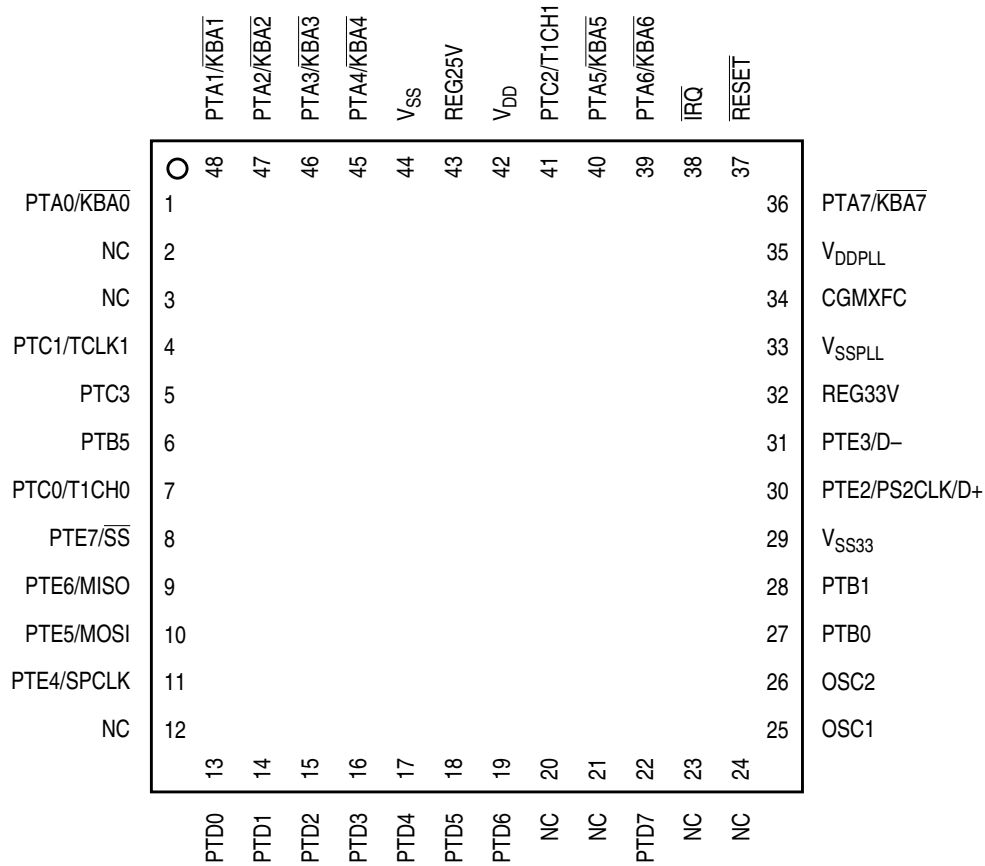 PTA1/KBA1
PTA2/KBA2
PTA3/KBA3
PTA4/KBA4
VSS
REG25V
VDD
PTC2/T1CH1
PTA5/KBA5
PTA6/KBA6
IRQ
RESET
48 47 46 45 44 43 42 41 40 39 38 37
PTA0/KBA0 1 36 PTA7/KBA7
NC 2 35 VDDPLL
NC 3 34 CGMXFC
PTC1/TCLK1 4 33 VSSPLL
PTC3 5 32 REG33V
PTB5 6 31 PTE3/D–
PTC0/T1CH0 7 30 PTE2/PS2CLK/D+
PTE7/SS 8 29 VSS33
PTE6/MISO 9 28 PTB1
PTE5/MOSI 10 27 PTB0
PTE4/SPCLK 11 26 OSC2
NC 12 25 OSC1
13 14 15 16 17 18 19 20 21 22 23 24
PTD0
PTD1
PTD2
PTD3
PTD4
PTD5
PTD6
NC
NC
PTD7
NC
NC